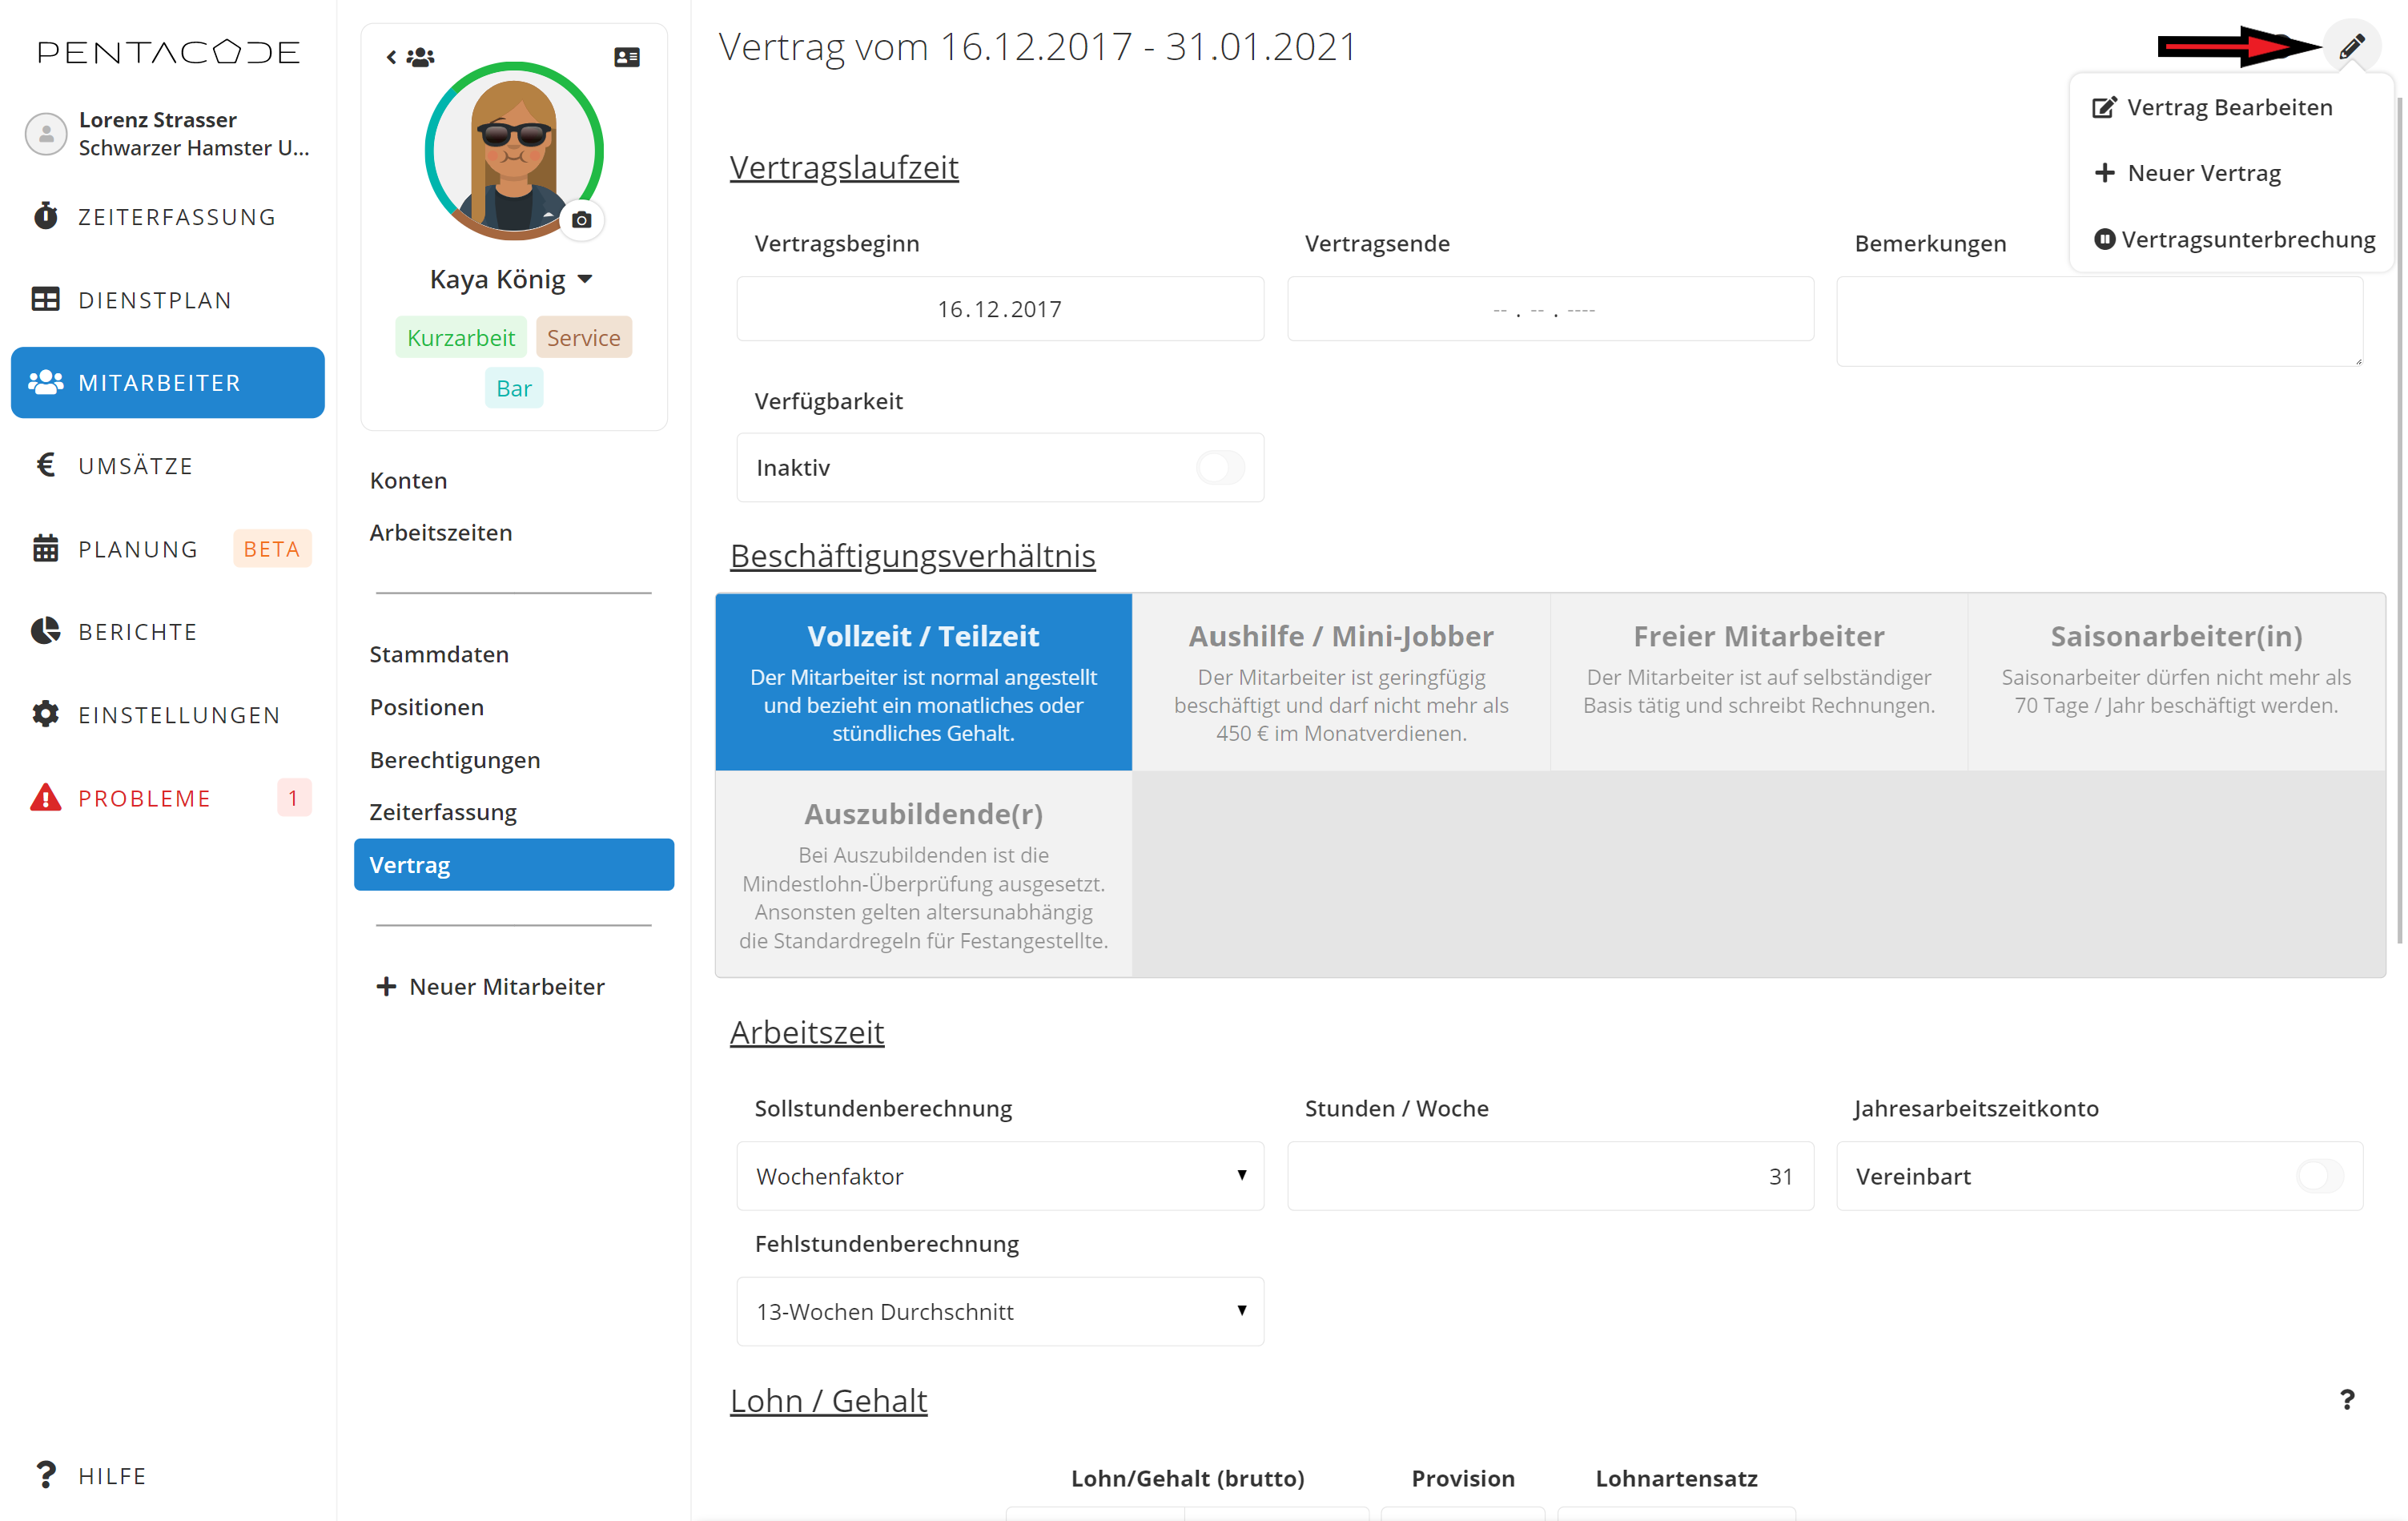 PENTACODE
Lorenz Strasser
Schwarzer Hamster U...
ZEITERFASSUNG
DIENSTPLAN
MITARBEITER
UMSÄTZE
PLANUNG BETA
BERICHTE
EINSTELLUNGEN
PROBLEME 1
HILFE
Kaya König
Kurzarbeit Service
Bar
Konten
Arbeitszeiten
Stammdaten
Positionen
Berechtigungen
Zeiterfassung
Vertrag
Neuer Mitarbeiter
Vertrag vom 16.12.2017 - 31.01.2021
Vertrag Bearbeiten
Neuer Vertrag
Vertragsunterbrechung
Vertragslaufzeit
Vertragsbeginn Vertragsende Bemerkungen
16.12.2017 -- . -- . ----
Verfügbarkeit
Inaktiv
Beschäftigungsverhältnis
Vollzeit / Teilzeit
Der Mitarbeiter ist normal angestellt
und bezieht ein monatliches oder
stündliches Gehalt.
Aushilfe / Mini-Jobber
Der Mitarbeiter ist geringfügig
beschäftigt und darf nicht mehr als
450 € im Monatverdienen.
Freier Mitarbeiter
Der Mitarbeiter ist auf selbständiger
Basis tätig und schreibt Rechnungen.
Saisonarbeiter(in)
Saisonarbeiter dürfen nicht mehr als
70 Tage / Jahr beschäftigt werden.
Auszubildende(r)
Bei Auszubildenden ist die
Mindestlohn-Überprüfung ausgesetzt.
Ansonsten gelten altersunabhängig
die Standardregeln für Festangestellte.
Arbeitszeit
Sollstundenberechnung Stunden / Woche Jahresarbeitszeitkonto
Wochenfaktor 31 Vereinbart
Fehlstundenberechnung
13-Wochen Durchschnitt
Lohn / Gehalt ?
Lohn/Gehalt (brutto) Provision Lohnartensatz